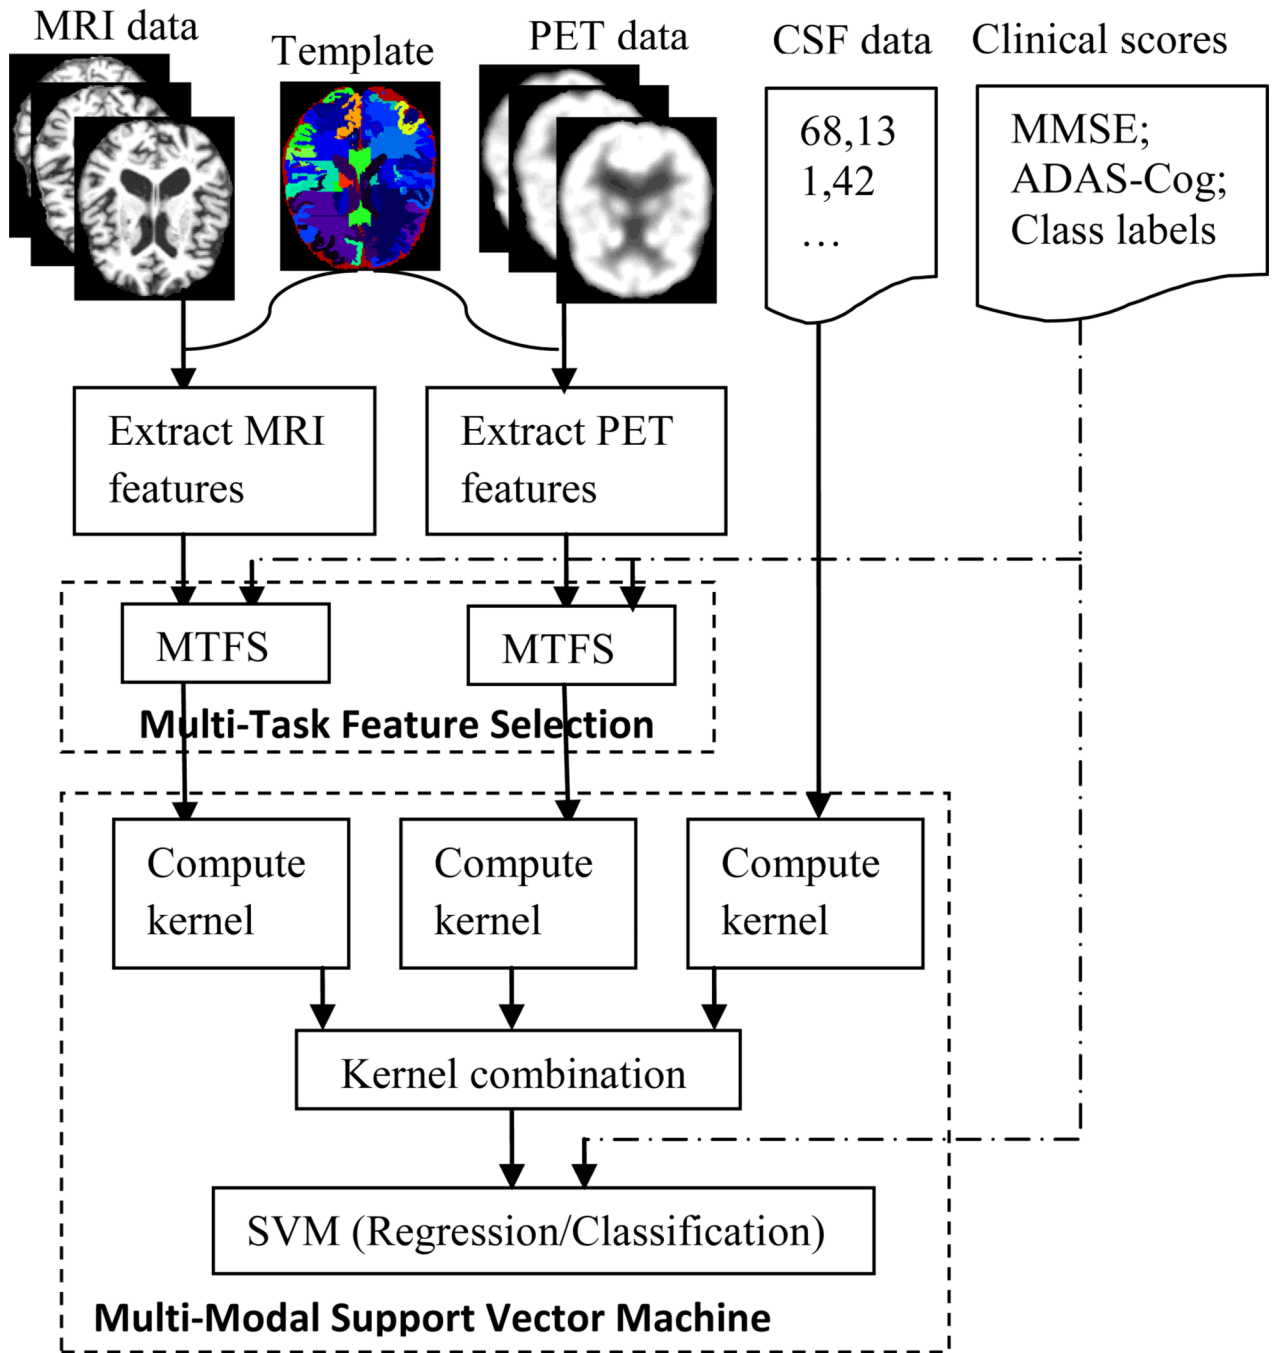 MRI data
Template
PET data
CSF data
Clinical scores
68,13
1,42
…
MMSE;
ADAS-Cog;
Class labels
Extract MRI
features
Extract PET
features
MTFS
MTFS
Multi-Task Feature Selection
Compute
kernel
Compute
kernel
Compute
kernel
Kernel combination
SVM (Regression/Classification)
Multi-Modal Support Vector Machine